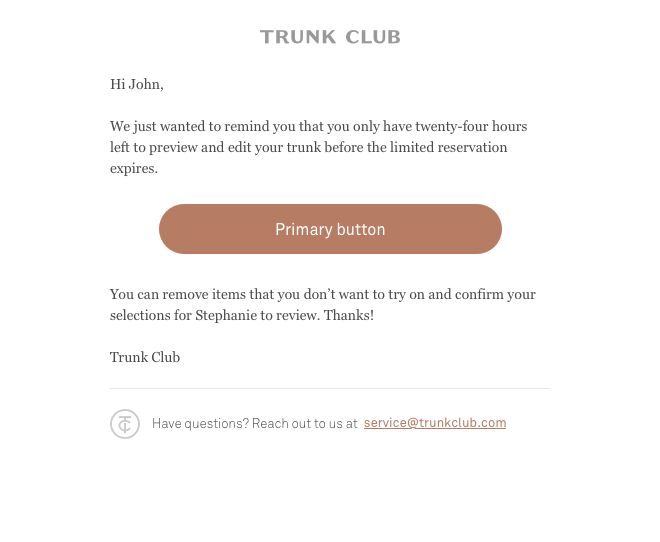 TRUNK CLUB
Hi John,
We just wanted to remind you that you only have twenty-four hours
left to preview and edit your trunk before the limited reservation
expires.
Primary button
You can remove items that you don’t want to try on and confirm your
selections for Stephanie to review. Thanks!
Trunk Club
Have questions? Reach out to us at service@trunkclub.com